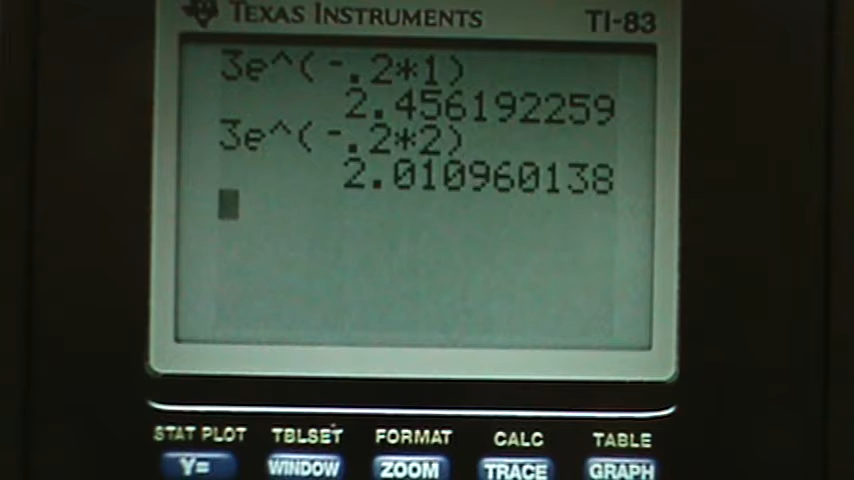 TEXAS INSTRUMENTS TI-83
3e^(-.2*1)
2.456192259
3e^(-.2*2)
2.010960138
STAT PLOT TBLSET FORMAT CALC TABLE
Y= WINDOW ZOOM TRACE GRAPH